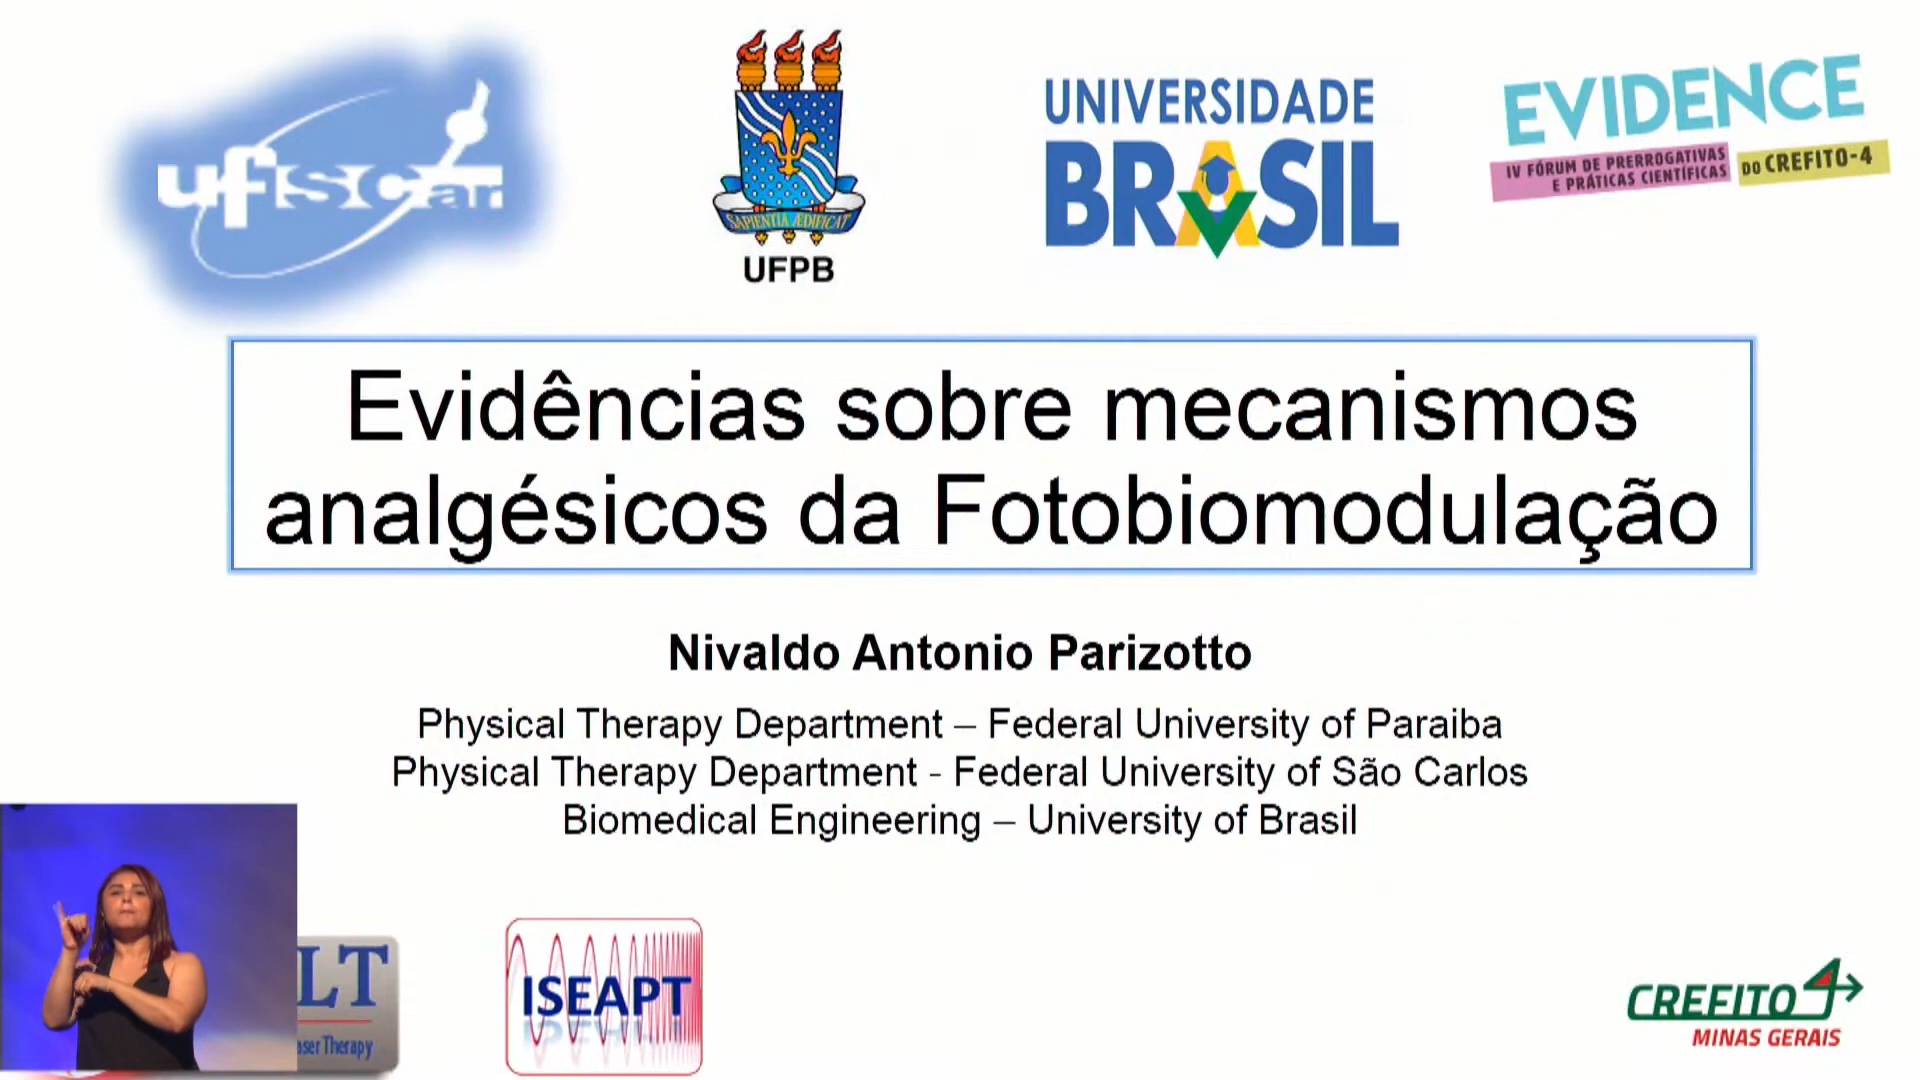 ufisiscar
SAPIENTIA ÆDIFICAT
UFPB
UNIVERSIDADE
BRASIL
EVIDENCE
IV FÓRUM DE PRERROGATIVAS
E PRÁTICAS CIENTÍFICAS
DO CREFITO-4
Evidências sobre mecanismos
analgésicos da Fotobiomodulação
Nivaldo Antonio Parizotto
Physical Therapy Department – Federal University of Paraiba
Physical Therapy Department - Federal University of São Carlos
Biomedical Engineering – University of Brasil
LT
Therapy
ISEAPT
CREFITO 4
MINAS GERAIS